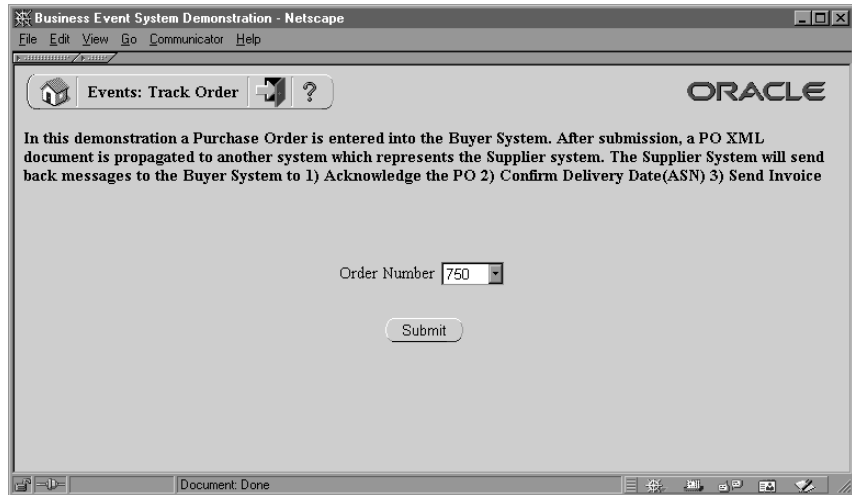 Business Event System Demonstration - Netscape
File Edit View Go Communicator Help
Events: Track Order ?
ORACLE
In this demonstration a Purchase Order is entered into the Buyer System. After submission, a PO XML
document is propagated to another system which represents the Supplier system. The Supplier System will send
back messages to the Buyer System to 1) Acknowledge the PO 2) Confirm Delivery Date(ASN) 3) Send Invoice
Order Number 750
Submit
Document: Done